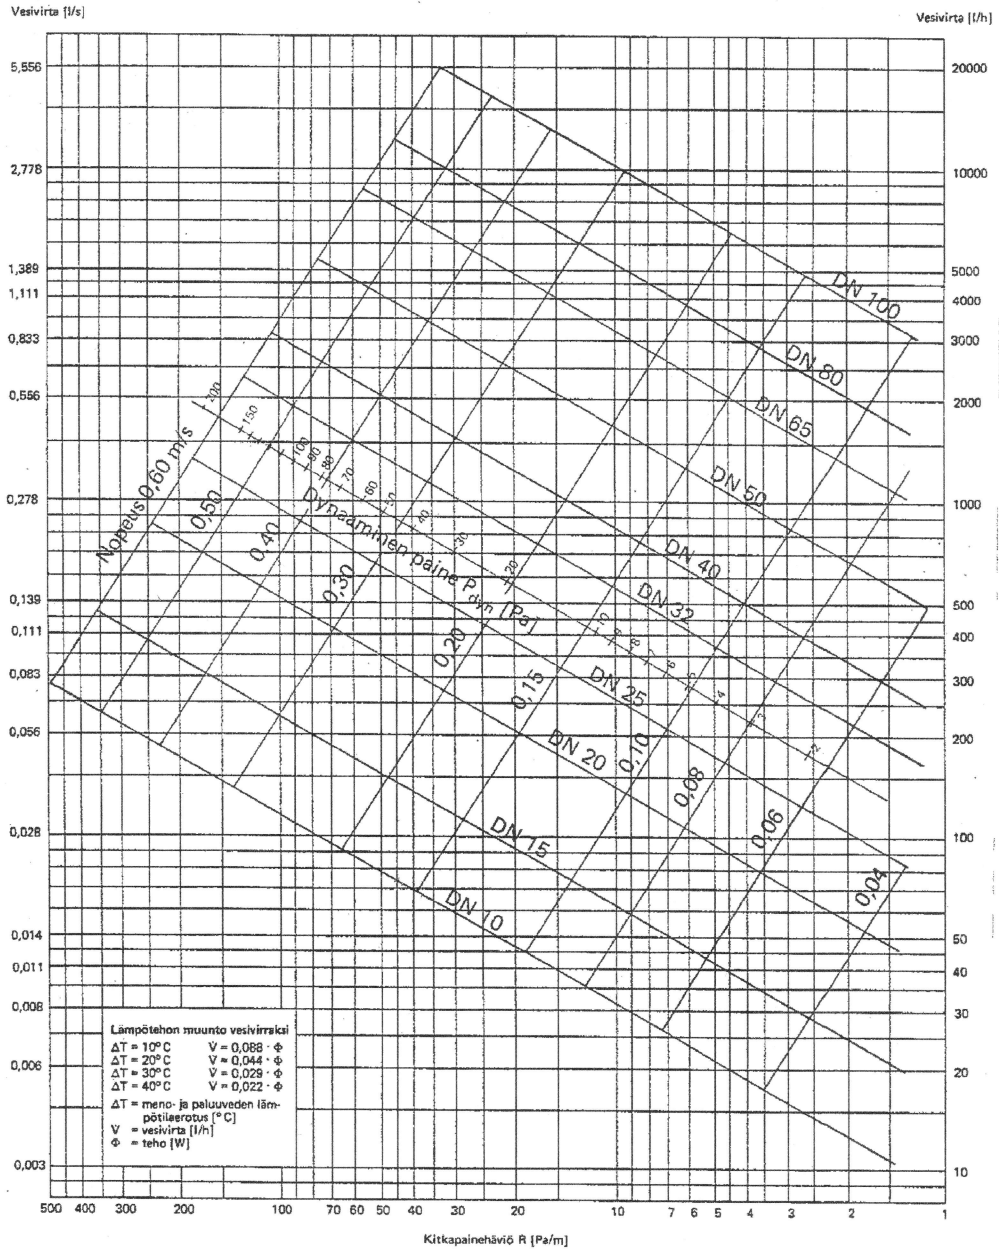 Vesivirta [l/s]
Vesivirta [l/h]
5,556
20000
2,778
10000
1,389
5000
1,111
4000
0,833
3000
0,556
2000
0,278
1000
0,139
500
0,111
400
0,083
300
0,056
200
0,028
100
0,014
50
0,011
40
0,008
30
0,006
20
0,003
10
DN 100
DN 80
DN 65
DN 50
DN 40
DN 32
DN 25
DN 20
DN 15
DN 10
Nopeus 0,60 m/s
0,50
0,40
0,30
0,20
0,15
0,10
0,08
0,06
0,04
Dynaaminen paine Pdyn [Pa]
200
150
100
90
80
70
60
50
40
30
20
10
9
8
7
6
5
4
3
2
Lämpötehon muunto vesivirraksi
ΔT = 10°C V = 0,088 · Φ
ΔT = 20°C V = 0,044 · Φ
ΔT = 30°C V = 0,029 · Φ
ΔT = 40°C V = 0,022 · Φ
ΔT = meno- ja paluuveden läm-
pötilaerotus [°C]
V = vesivirta [l/h]
Φ = teho [W]
500 400 300 200 100 70 60 50 40 30 20 10 7 6 5 4 3 2 1
Kitkapainehäviö R [Pa/m]